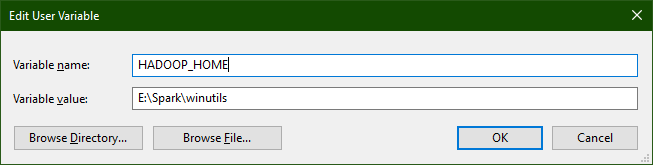 Edit User Variable
Variable name: HADOOP_HOME
Variable value: E:\Spark\winutils
Browse Directory... Browse File... OK Cancel